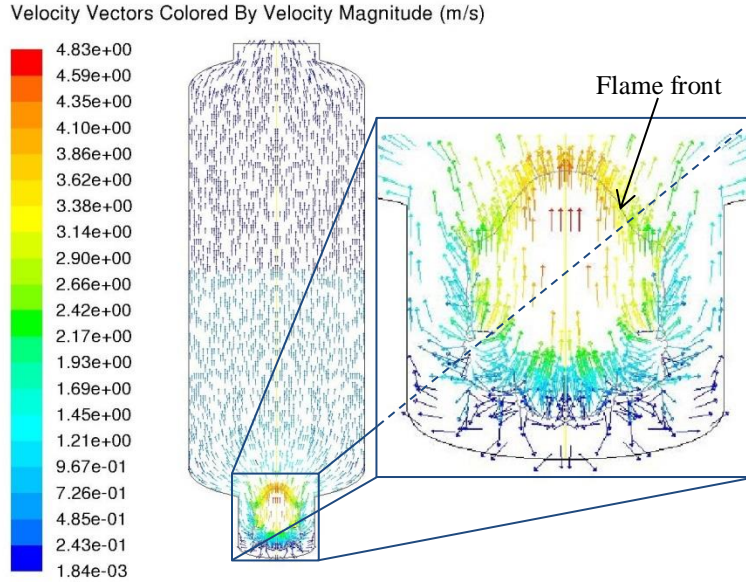 Velocity Vectors Colored By Velocity Magnitude (m/s)
4.83e+00
4.59e+00
4.35e+00
4.10e+00
3.86e+00
3.62e+00
3.38e+00
3.14e+00
2.90e+00
2.66e+00
2.42e+00
2.17e+00
1.93e+00
1.69e+00
1.45e+00
1.21e+00
9.67e-01
7.26e-01
4.85e-01
2.43e-01
1.84e-03
Flame front